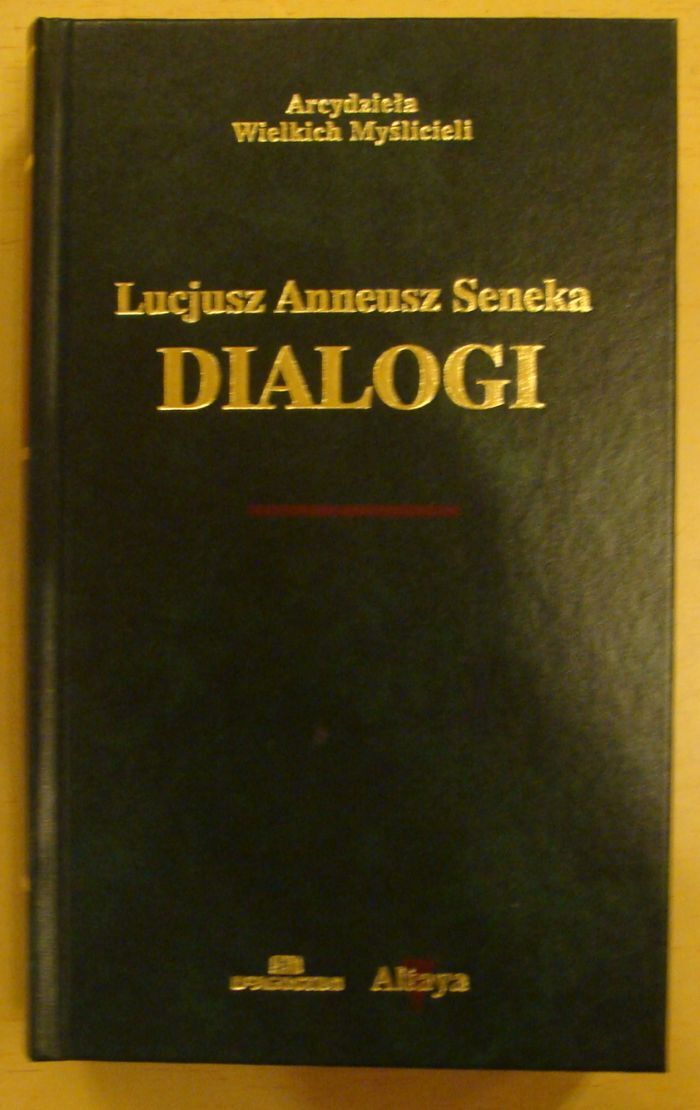 Arcydzieła
Wielkich Myślicieli
Lucjusz Anneusz Seneka
DIALOGI
Altaya